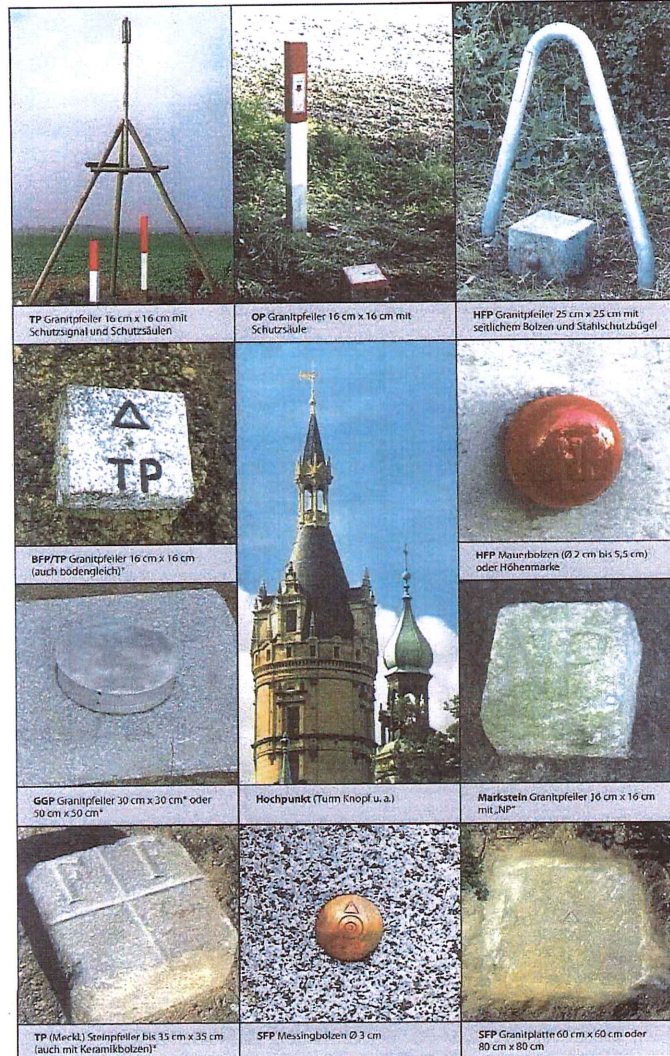 TP Granitpfeiler 16 cm x 16 cm mit
Schutzsignal und Schutzsäulen
OP Granitpfeiler 16 cm x 16 cm mit
Schutzsäule
HFP Granitpfeiler 25 cm x 25 cm mit
seitlichem Bolzen und Stahlschutzbügel
TP
BFP/TP Granitpfeiler 16 cm x 16 cm
(auch bodengleich)*
HFP Mauerbolzen (Ø 2 cm bis 5,5 cm)
oder Höhenmarke
GGP Granitpfeiler 30 cm x 30 cm* oder
50 cm x 50 cm*
Hochpunkt (Turm Knopf u. a.)
Markstein Granitpfeiler 16 cm x 16 cm
mit „NP“
F F
TP (Meckl.) Steinpfeiler bis 35 cm x 35 cm
(auch mit Keramikbolzen)*
SFP Messingbolzen Ø 3 cm
SFP Granitplatte 60 cm x 60 cm oder
80 cm x 80 cm